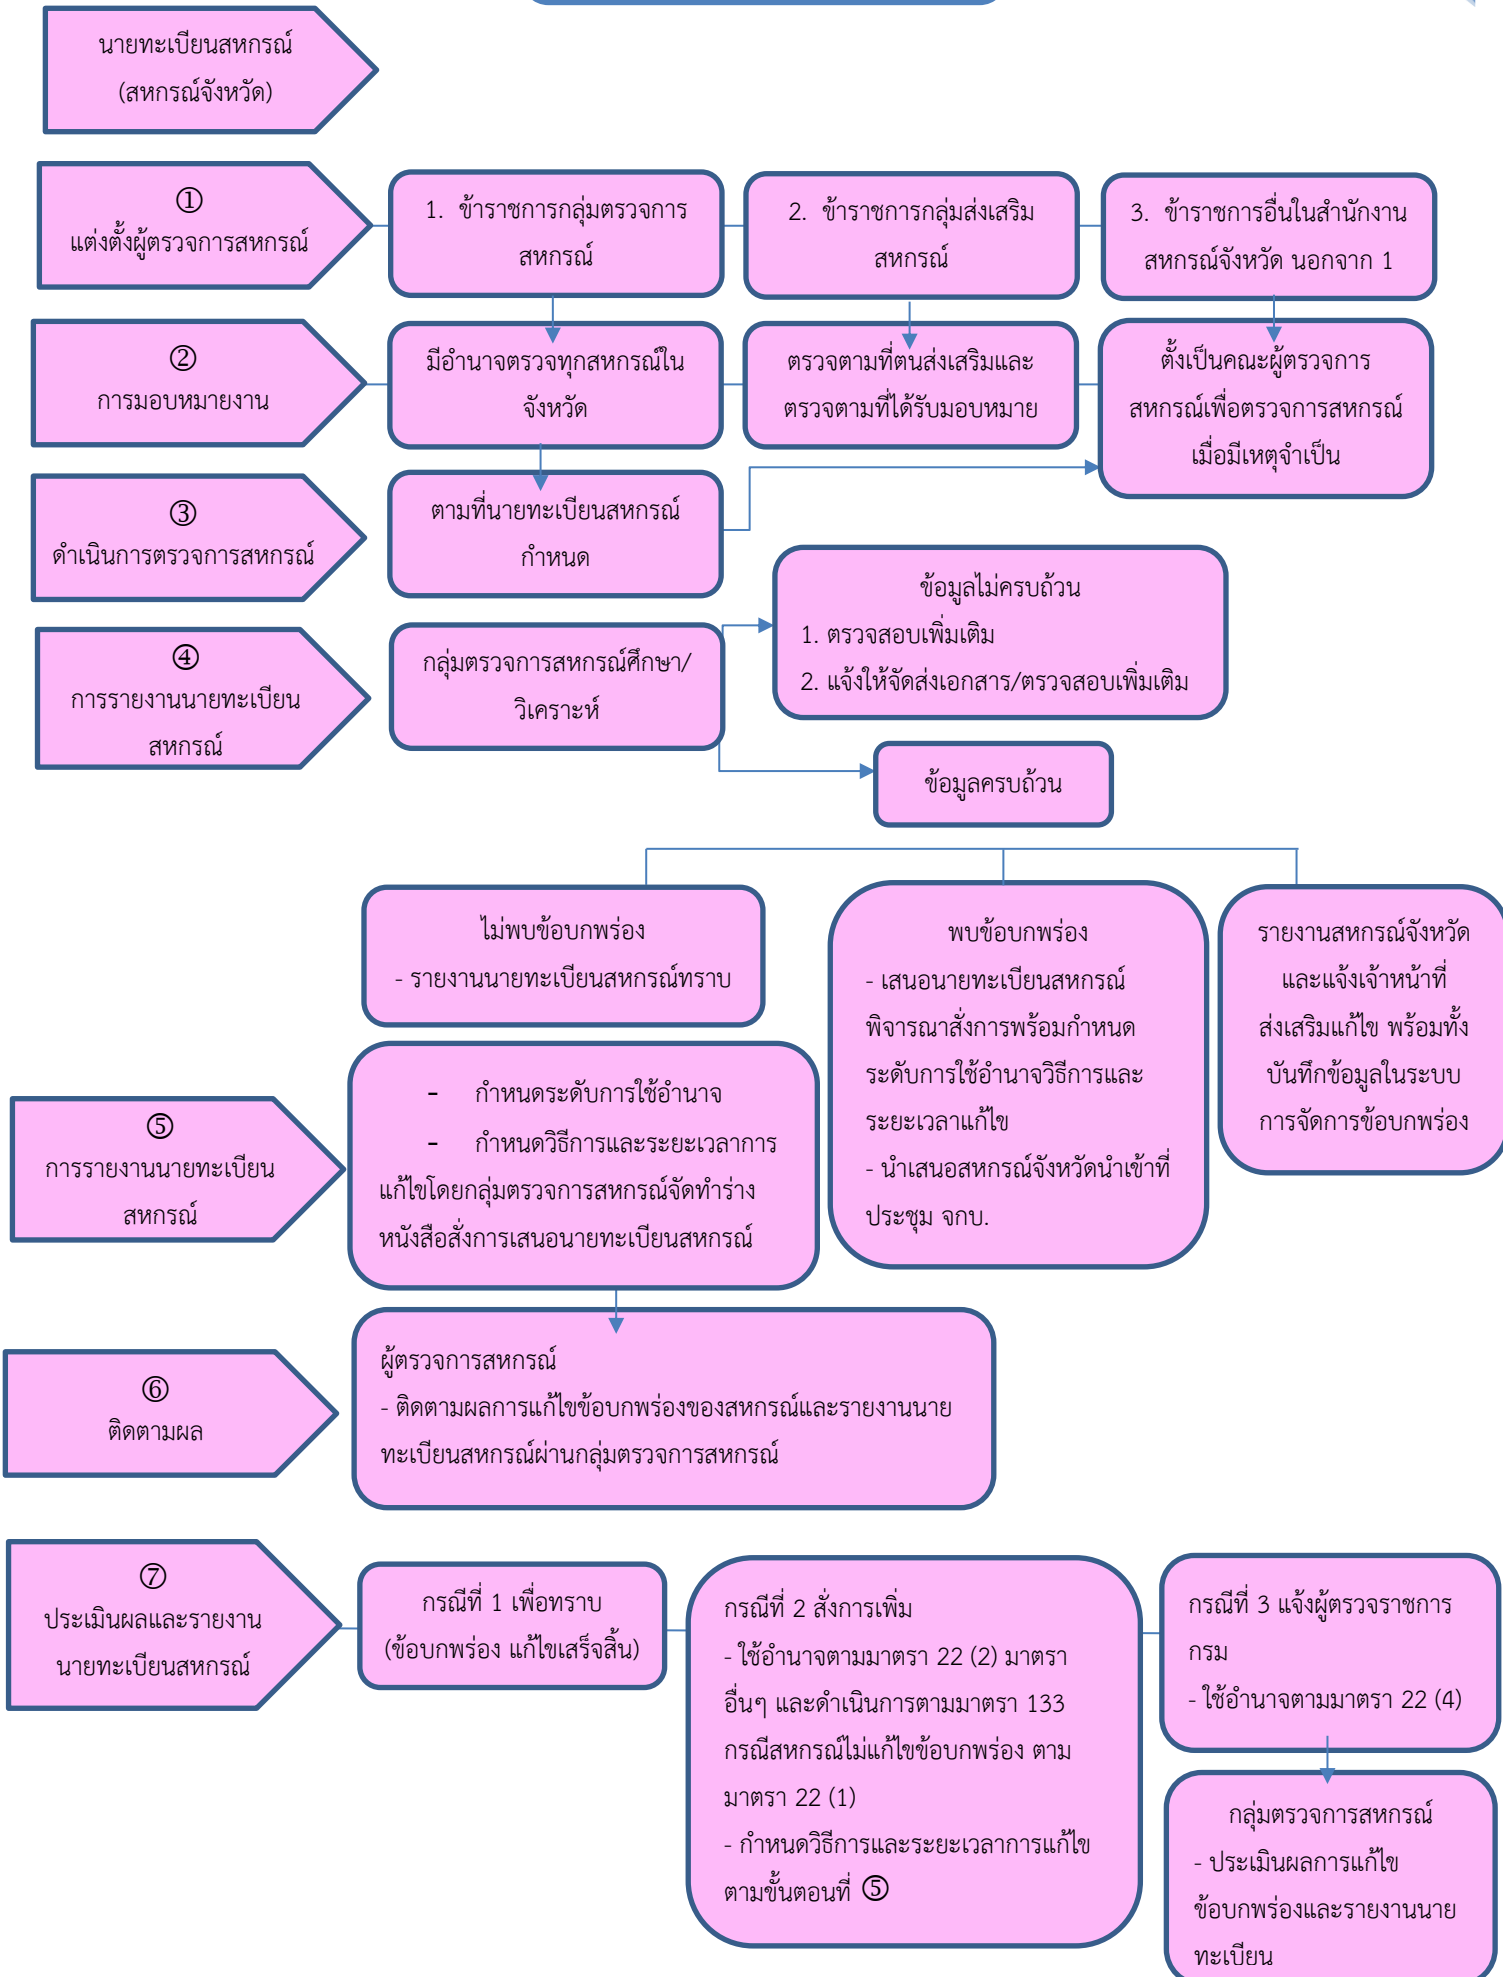 นายทะเบียนสหกรณ์
(สหกรณ์จังหวัด)
①
แต่งตั้งผู้ตรวจการสหกรณ์
1. ข้าราชการกลุ่มตรวจการ
สหกรณ์
2. ข้าราชการกลุ่มส่งเสริม
สหกรณ์
3. ข้าราชการอื่นในสำนักงาน
สหกรณ์จังหวัด นอกจาก 1
②
การมอบหมายงาน
มีอำนาจตรวจทุกสหกรณ์ใน
จังหวัด
ตรวจตามที่ตนส่งเสริมและ
ตรวจตามที่ได้รับมอบหมาย
ตั้งเป็นคณะผู้ตรวจการ
สหกรณ์เพื่อตรวจการสหกรณ์
เมื่อมีเหตุจำเป็น
③
ดำเนินการตรวจการสหกรณ์
ตามที่นายทะเบียนสหกรณ์
กำหนด
④
การรายงานนายทะเบียน
สหกรณ์
กลุ่มตรวจการสหกรณ์ศึกษา/
วิเคราะห์
ข้อมูลไม่ครบถ้วน
1. ตรวจสอบเพิ่มเติม
2. แจ้งให้จัดส่งเอกสาร/ตรวจสอบเพิ่มเติม
ข้อมูลครบถ้วน
ไม่พบข้อบกพร่อง
- รายงานนายทะเบียนสหกรณ์ทราบ
พบข้อบกพร่อง
- เสนอนายทะเบียนสหกรณ์
พิจารณาสั่งการพร้อมกำหนด
ระดับการใช้อำนาจวิธีการและ
ระยะเวลาแก้ไข
- นำเสนอสหกรณ์จังหวัดนำเข้าที่
ประชุม จกบ.
รายงานสหกรณ์จังหวัด
และแจ้งเจ้าหน้าที่
ส่งเสริมแก้ไข พร้อมทั้ง
บันทึกข้อมูลในระบบ
การจัดการข้อบกพร่อง
⑤
การรายงานนายทะเบียน
สหกรณ์
- กำหนดระดับการใช้อำนาจ
- กำหนดวิธีการและระยะเวลาการ
แก้ไขโดยกลุ่มตรวจการสหกรณ์จัดทำร่าง
หนังสือสั่งการเสนอนายทะเบียนสหกรณ์
⑥
ติดตามผล
ผู้ตรวจการสหกรณ์
- ติดตามผลการแก้ไขข้อบกพร่องของสหกรณ์และรายงานนาย
ทะเบียนสหกรณ์ผ่านกลุ่มตรวจการสหกรณ์
⑦
ประเมินผลและรายงาน
นายทะเบียนสหกรณ์
กรณีที่ 1 เพื่อทราบ
(ข้อบกพร่อง แก้ไขเสร็จสิ้น)
กรณีที่ 2 สั่งการเพิ่ม
- ใช้อำนาจตามมาตรา 22 (2) มาตรา
อื่นๆ และดำเนินการตามมาตรา 133
กรณีสหกรณ์ไม่แก้ไขข้อบกพร่อง ตาม
มาตรา 22 (1)
- กำหนดวิธีการและระยะเวลาการแก้ไข
ตามขั้นตอนที่ ⑤
กรณีที่ 3 แจ้งผู้ตรวจราชการ
กรม
- ใช้อำนาจตามมาตรา 22 (4)
กลุ่มตรวจการสหกรณ์
- ประเมินผลการแก้ไข
ข้อบกพร่องและรายงานนาย
ทะเบียน